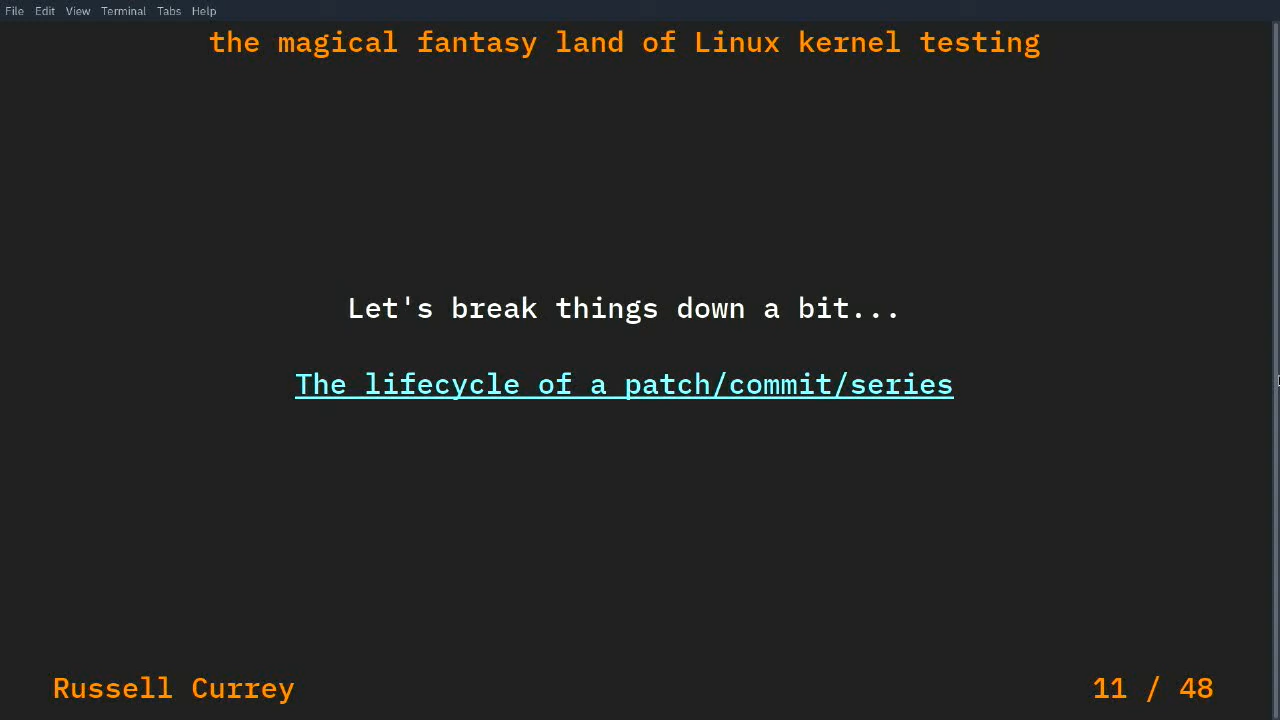 File Edit View Terminal Tabs Help
the magical fantasy land of Linux kernel testing
Let's break things down a bit...
The lifecycle of a patch/commit/series
Russell Currey 11 / 48